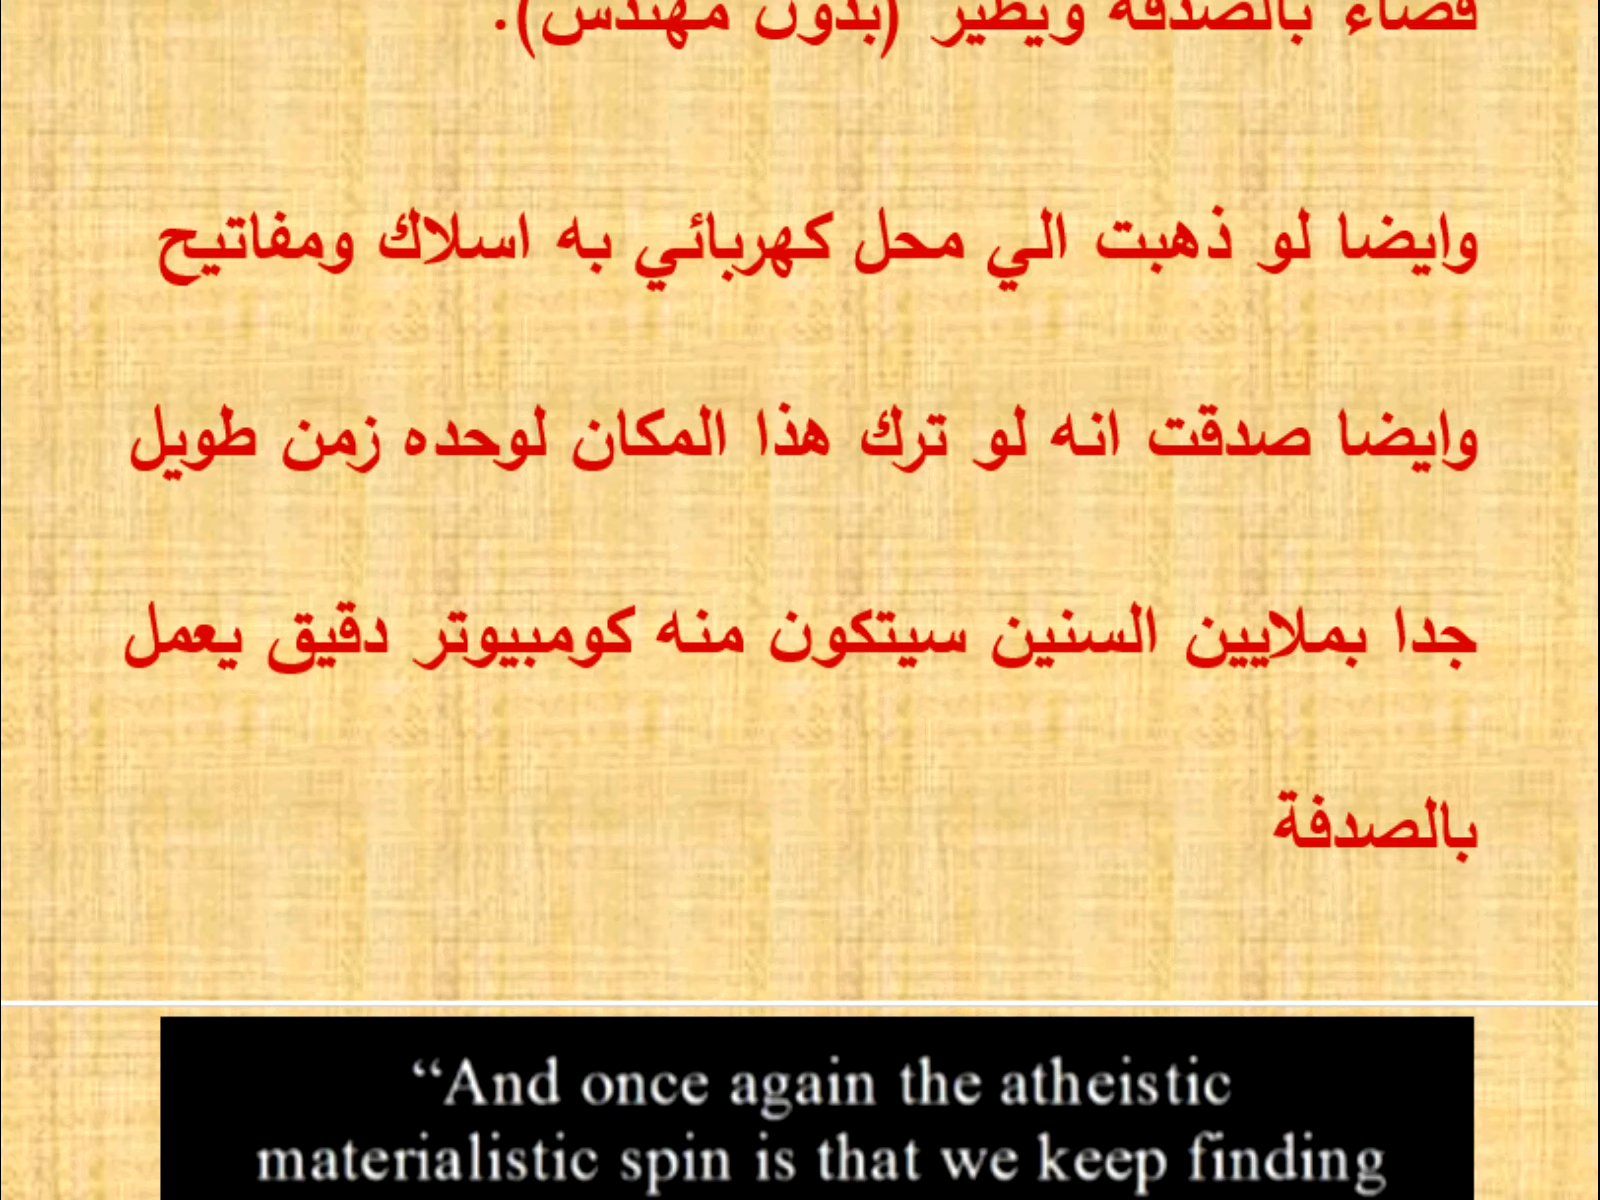 فضاء بالصدفة ويطير (بدون مهندس).
وايضا لو ذهبت الي محل كهربائي به اسلاك ومفاتيح
وايضا صدقت انه لو ترك هذا المكان لوحده زمن طويل
جدا بملايين السنين سيتكون منه كومبيوتر دقيق يعمل
بالصدفة
“And once again the atheistic
materialistic spin is that we keep finding